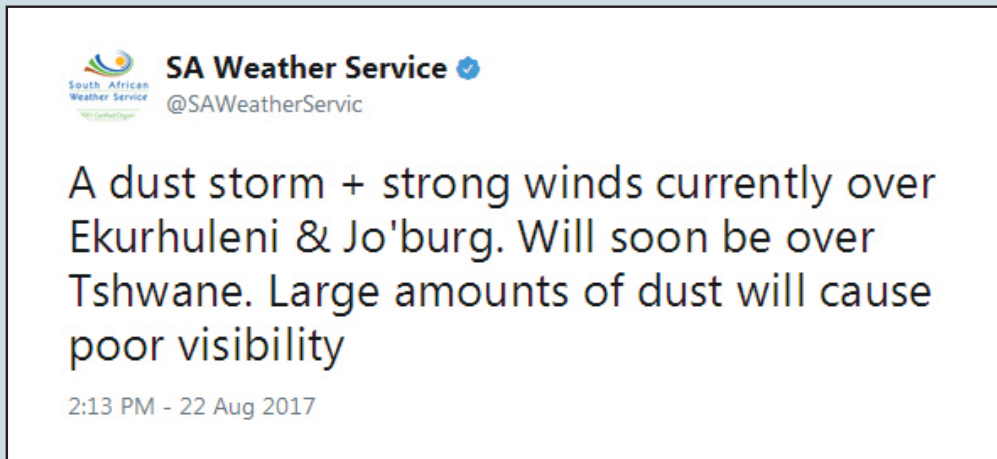 SA Weather Service
South African
Weather Service
@SAWeatherServic
A dust storm + strong winds currently over
Ekurhuleni & Jo'burg. Will soon be over
Tshwane. Large amounts of dust will cause
poor visibility
2:13 PM - 22 Aug 2017